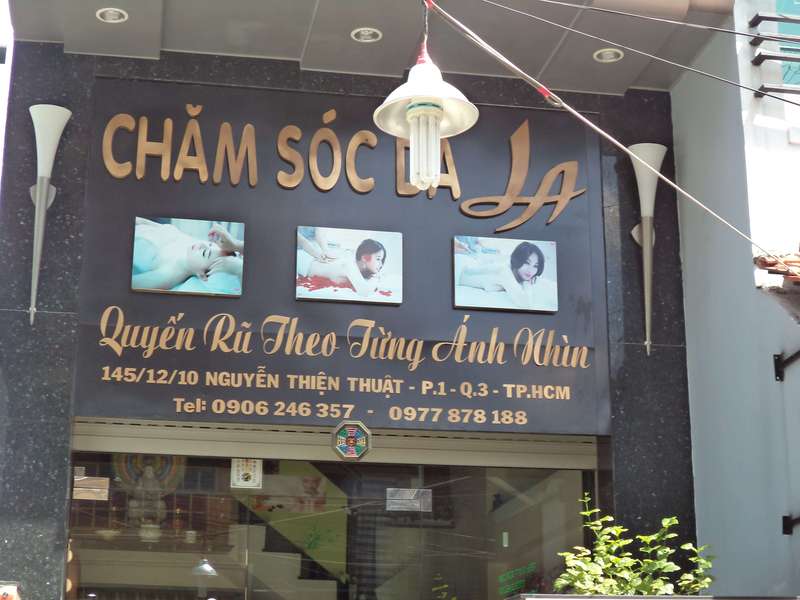 CHĂM SÓC DA LA
Quyến Rũ Theo Từng Ánh Nhìn
145/12/10 NGUYỄN THIỆN THUẬT - P.1 - Q.3 - TP.HCM
Tel: 0906 246 357 - 0977 878 188